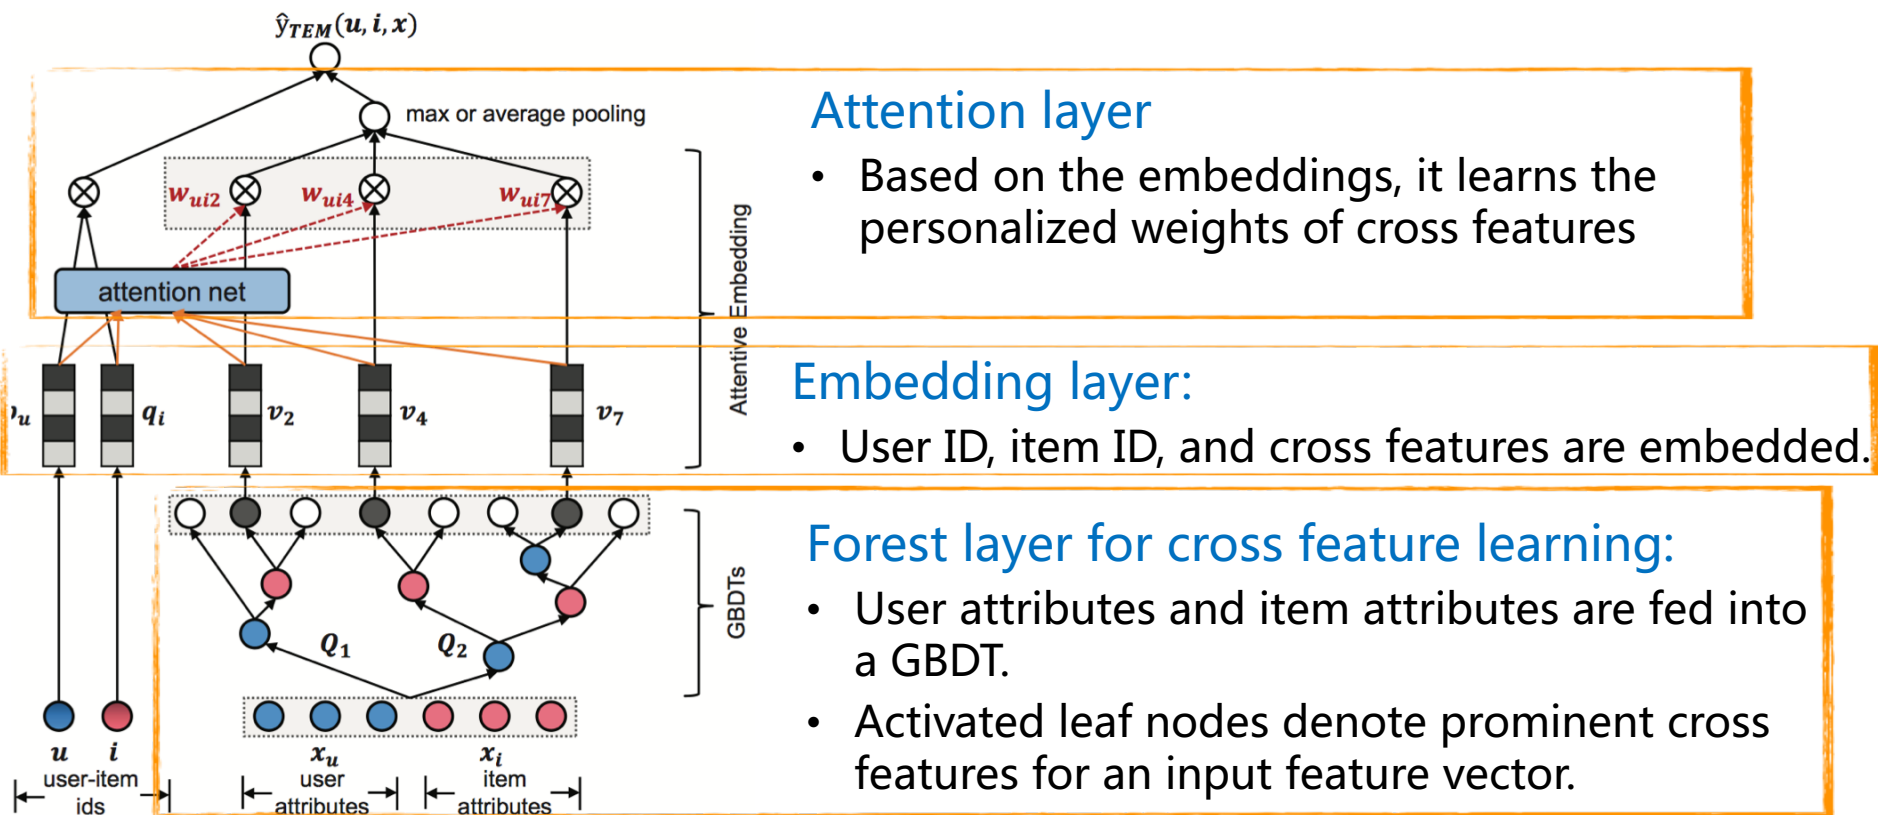 ŷTEM(u, i, x)
max or average pooling
wui2
wui4
wui7
attention net
Attentive Embedding
u
qi
v2
v4
v7
GBDTs
Q1
Q2
u
i
xu
xi
user-item
ids
user
attributes
item
attributes
Attention layer
• Based on the embeddings, it learns the
personalized weights of cross features
Embedding layer:
• User ID, item ID, and cross features are embedded.
Forest layer for cross feature learning:
• User attributes and item attributes are fed into
a GBDT.
• Activated leaf nodes denote prominent cross
features for an input feature vector.